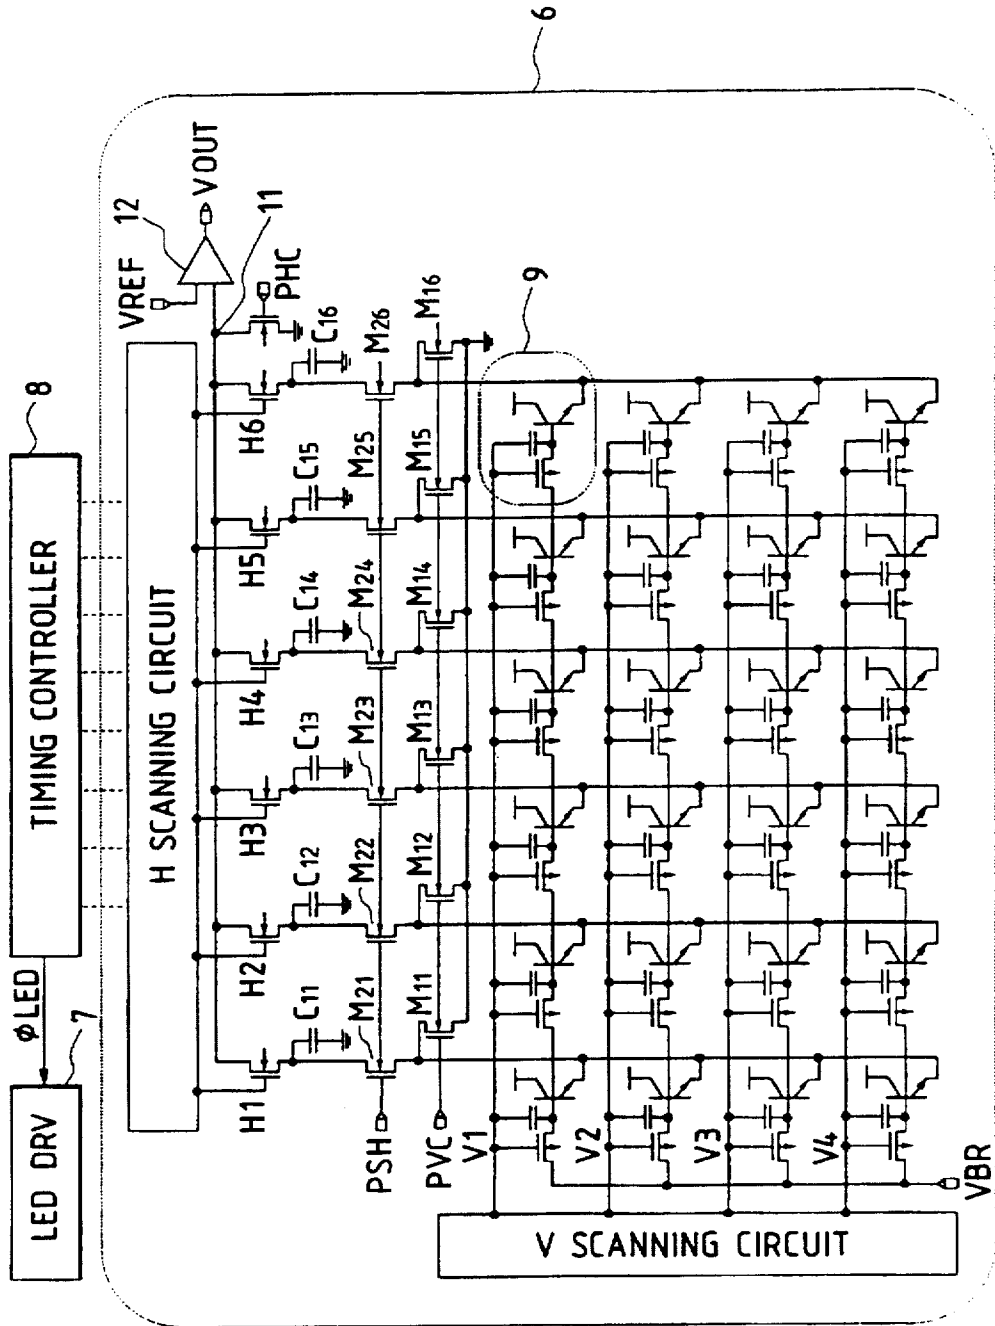 6
LED DRV
7
φLED
TIMING CONTROLLER
8
H SCANNING CIRCUIT
VREF
12
VOUT
11
PHC
H1
H2
H3
H4
H5
H6
C11
C12
C13
C14
C15
C16
PSH
M21
M22
M23
M24
M25
M26
PVC
M11
M12
M13
M14
M15
M16
9
V1
V2
V3
V4
V SCANNING CIRCUIT
VBR